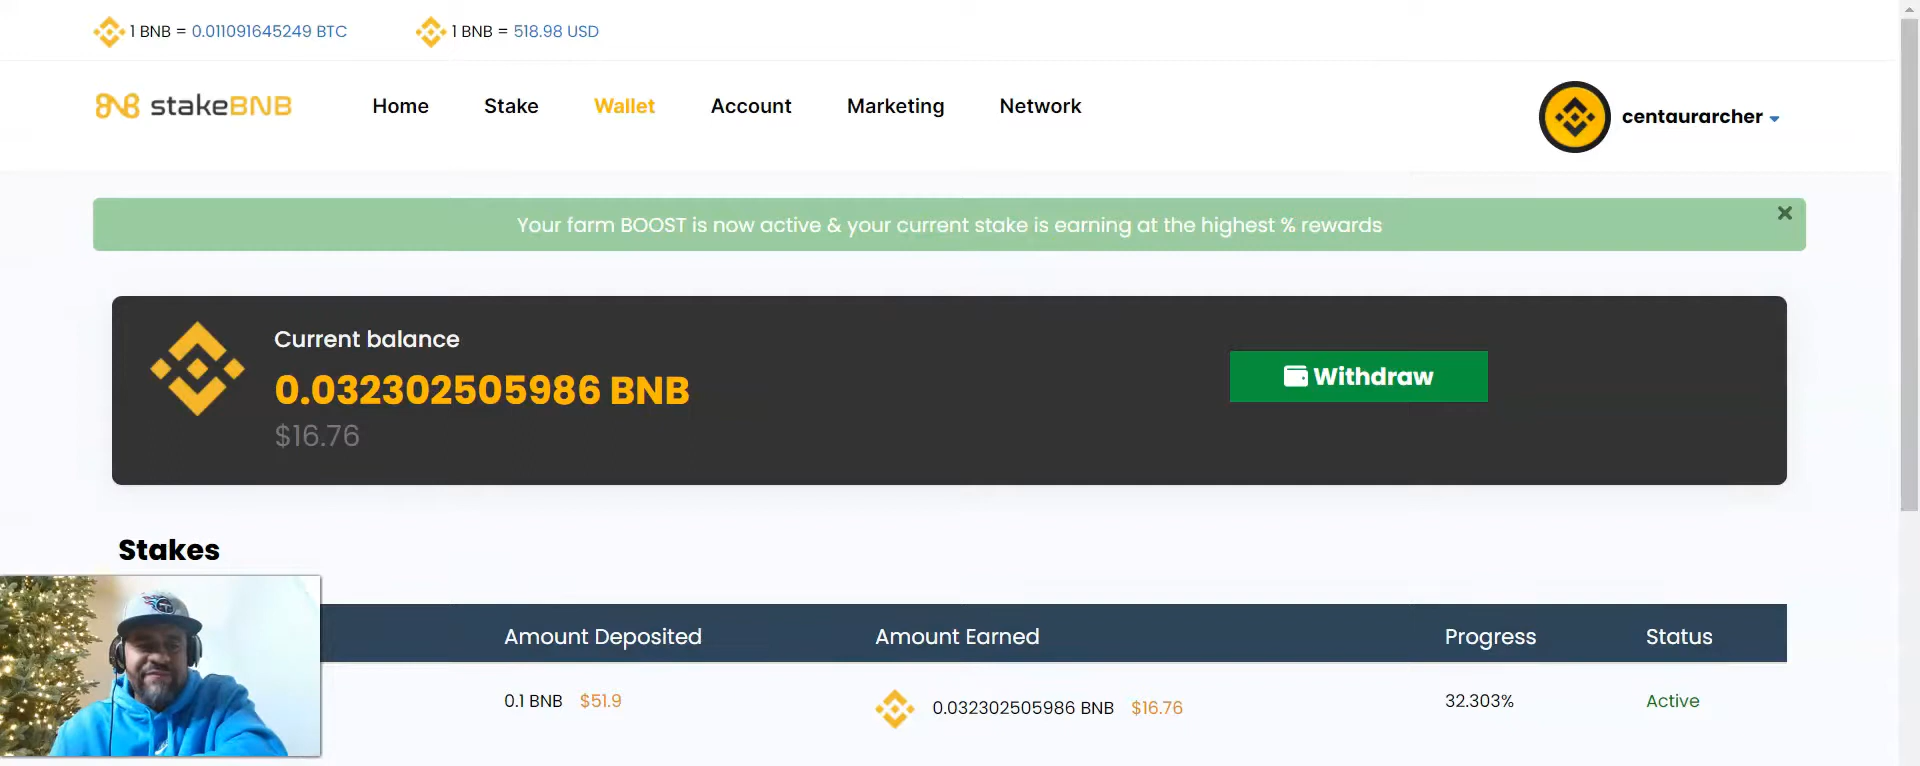 1 BNB = 0.011091645249 BTC
1 BNB = 518.98 USD
stakeBNB
Home
Stake
Wallet
Account
Marketing
Network
centaurarcher
Your farm BOOST is now active & your current stake is earning at the highest % rewards
Current balance
0.032302505986 BNB
$16.76
Withdraw
Stakes
Amount Deposited
Amount Earned
Progress
Status
0.1 BNB $51.9
0.032302505986 BNB $16.76
32.303%
Active